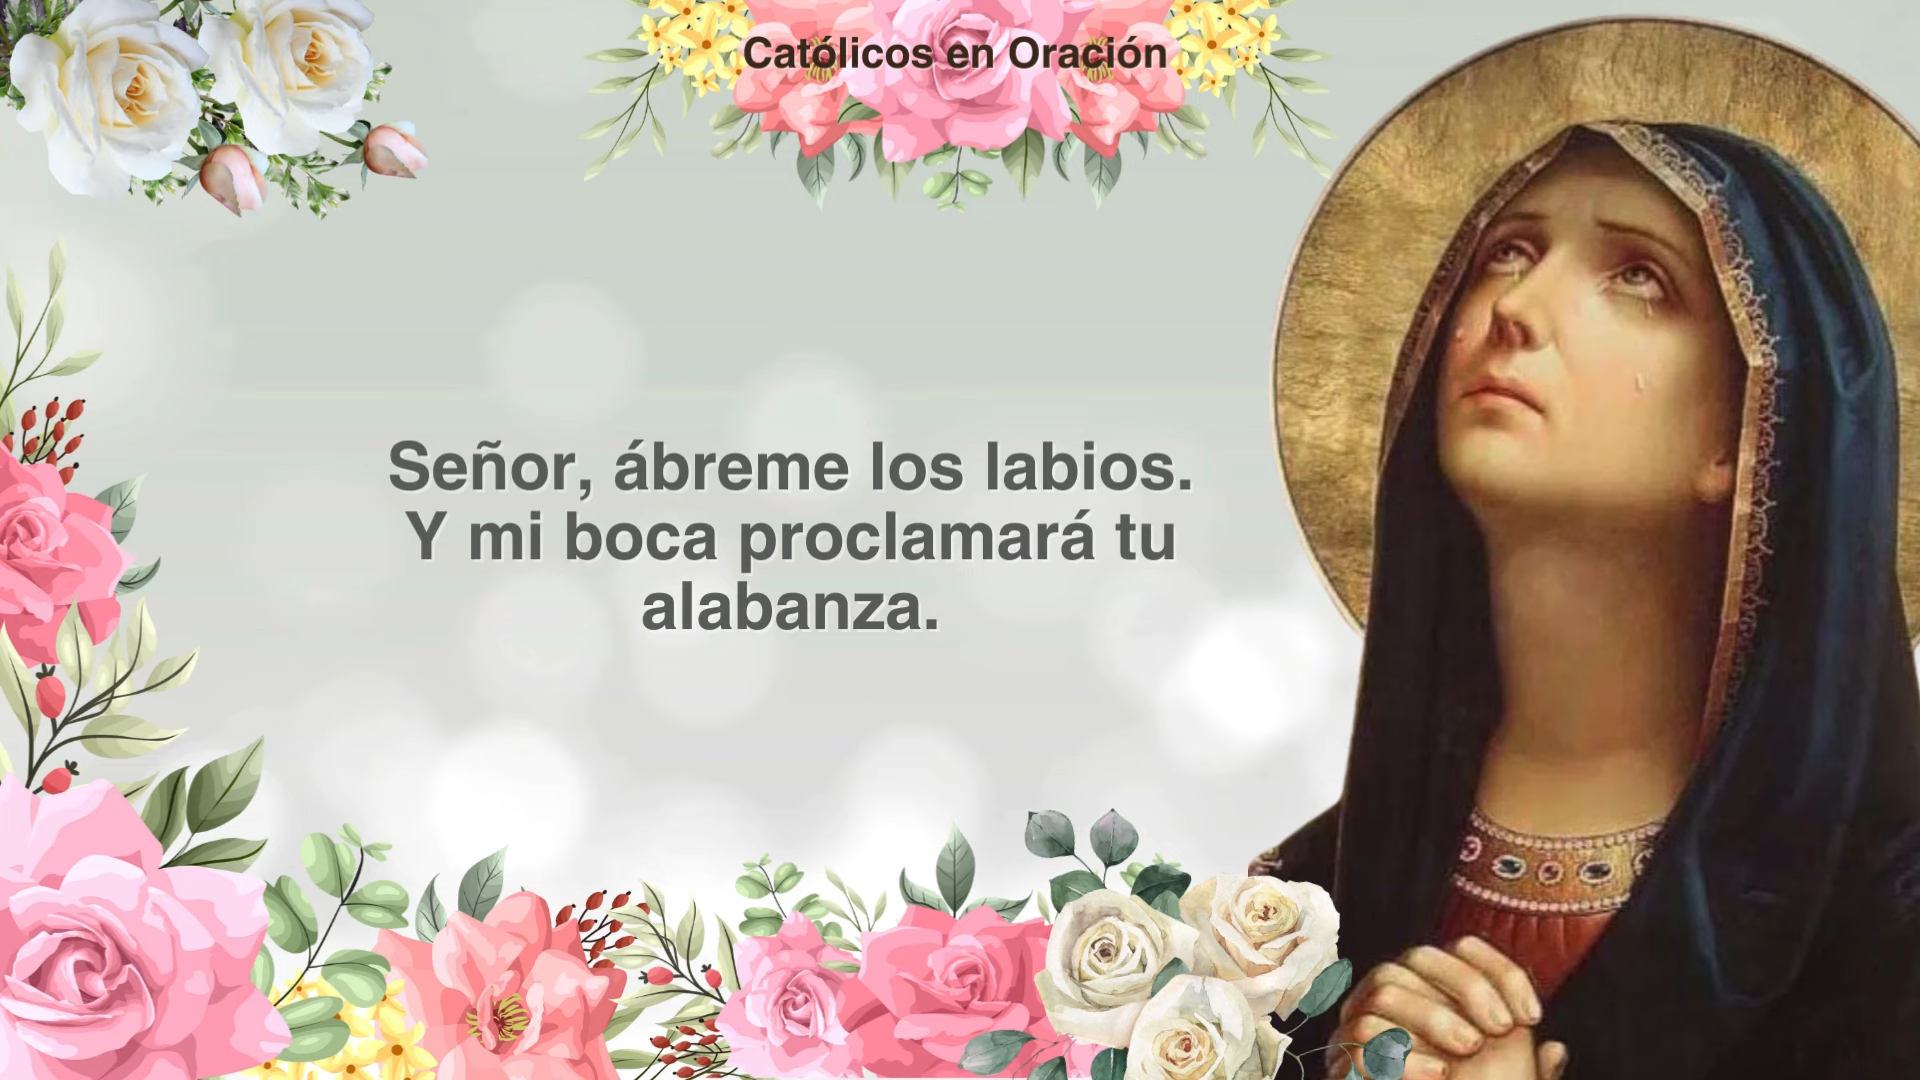 Católicos en Oración
Señor, ábreme los labios.
Y mi boca proclamará tu
alabanza.